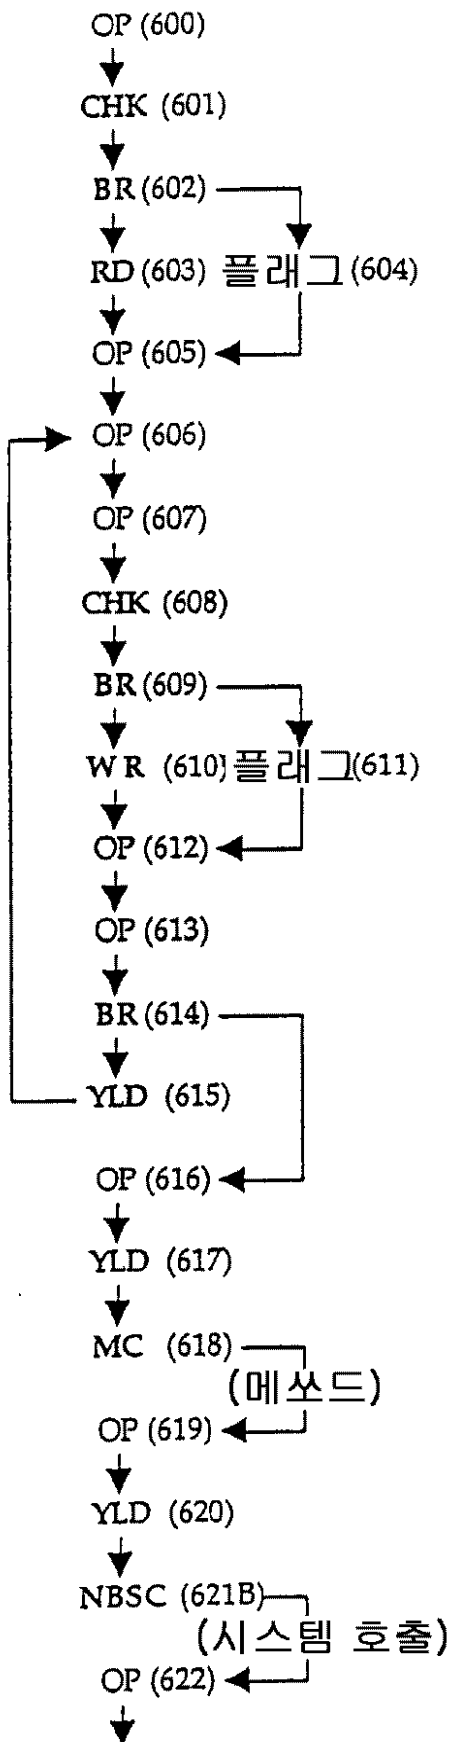 OP (600)
CHK (601)
BR (602)
RD (603) 플래그 (604)
OP (605)
OP (606)
OP (607)
CHK (608)
BR (609)
WR (610) 플래그 (611)
OP (612)
OP (613)
BR (614)
YLD (615)
OP (616)
YLD (617)
MC (618)
(메쏘드)
OP (619)
YLD (620)
NBSC (621B)
(시스템 호출)
OP (622)